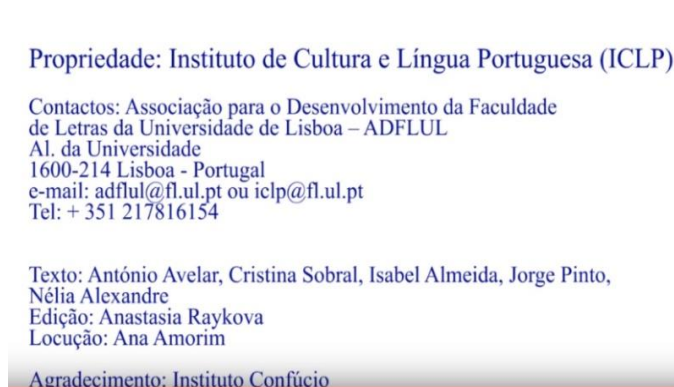 Propriedade: Instituto de Cultura e Língua Portuguesa (ICLP)
Contactos: Associação para o Desenvolvimento da Faculdade
de Letras da Universidade de Lisboa – ADFLUL
Al. da Universidade
1600-214 Lisboa - Portugal
e-mail: adflul@fl.ul.pt ou iclp@fl.ul.pt
Tel: + 351 217816154
Texto: António Avelar, Cristina Sobral, Isabel Almeida, Jorge Pinto,
Nélia Alexandre
Edição: Anastasia Raykova
Locução: Ana Amorim
Agradecimento: Instituto Confúcio